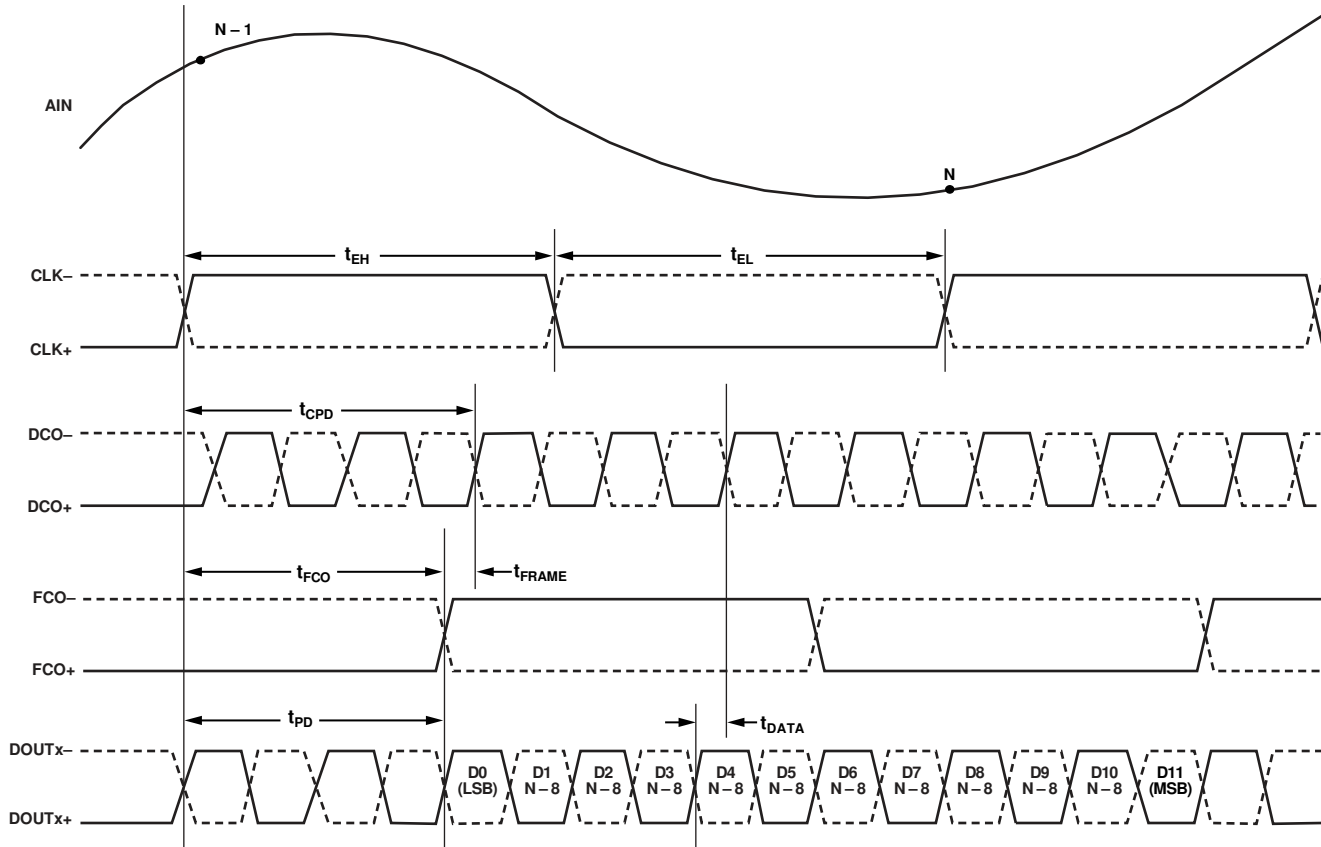 N – 1
AIN
N
tEH
tEL
CLK–
CLK+
tCPD
DCO–
DCO+
tFCO
tFRAME
FCO–
FCO+
tPD
tDATA
DOUTx–
D0 D1 D2 D3 D4 D5 D6 D7 D8 D9 D10 D11
(LSB) N – 8 N – 8 N – 8 N – 8 N – 8 N – 8 N – 8 N – 8 N – 8 N – 8 (MSB)
DOUTx+